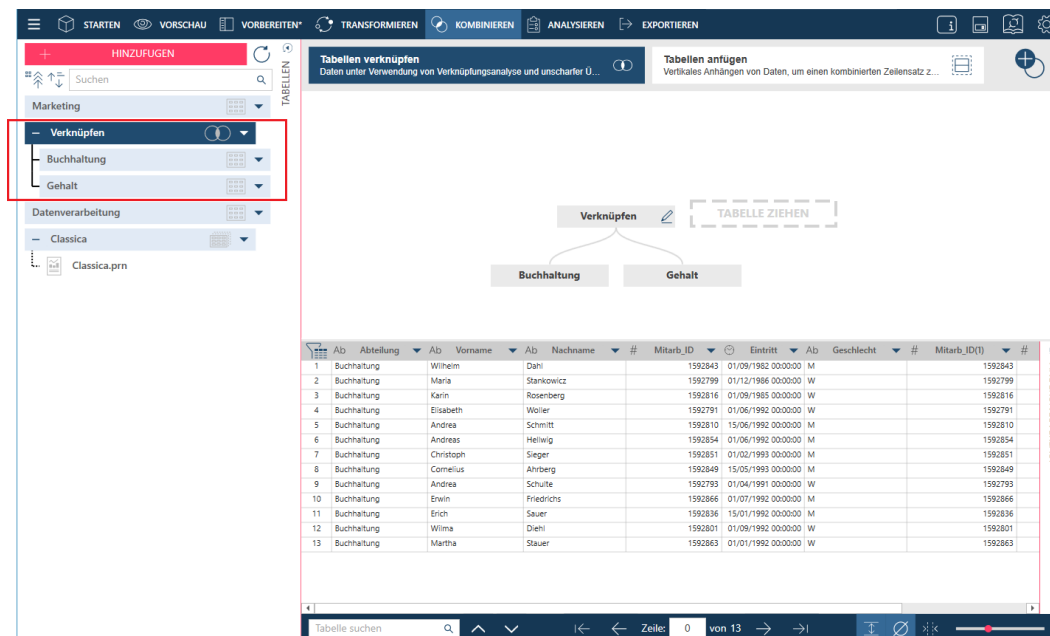 STARTEN VORSCHAU VORBEREITEN* TRANSFORMIEREN KOMBINIEREN ANALYSIEREN EXPORTIEREN
HINZUFÜGEN
Suchen
TABELLEN
Marketing
Verknüpfen
Buchhaltung
Gehalt
Datenverarbeitung
Classica
Classica.prn
Tabellen verknüpfen
Daten unter Verwendung von Verknüpfungsanalyse und unscharfer Ü...
Tabellen anfügen
Vertikales Anhängen von Daten, um einen kombinierten Zeilensatz z...
Verknüpfen
TABELLE ZIEHEN
Buchhaltung Gehalt
Ab Abteilung Ab Vorname Ab Nachname # Mitarb_ID Eintritt Ab Geschlecht # Mitarb_ID(1) #
1 Buchhaltung Wilhelm Dahl 1592843 01/09/1982 00:00:00 M 1592843
2 Buchhaltung Maria Stankowicz 1592799 01/12/1986 00:00:00 W 1592799
3 Buchhaltung Karin Rosenberg 1592816 01/09/1985 00:00:00 W 1592816
4 Buchhaltung Elisabeth Woller 1592791 01/06/1992 00:00:00 W 1592791
5 Buchhaltung Andrea Schmitt 1592810 15/06/1992 00:00:00 M 1592810
6 Buchhaltung Andreas Hellwig 1592854 01/06/1992 00:00:00 M 1592854
7 Buchhaltung Christoph Sieger 1592851 01/02/1993 00:00:00 M 1592851
8 Buchhaltung Cornelius Ahrberg 1592849 15/05/1993 00:00:00 M 1592849
9 Buchhaltung Andrea Schulte 1592793 01/04/1991 00:00:00 W 1592793
10 Buchhaltung Erwin Friedrichs 1592866 01/07/1992 00:00:00 M 1592866
11 Buchhaltung Erich Sauer 1592836 15/01/1992 00:00:00 M 1592836
12 Buchhaltung Wilma Diehl 1592801 01/09/1992 00:00:00 W 1592801
13 Buchhaltung Martha Stauer 1592863 01/01/1992 00:00:00 W 1592863
Tabelle suchen Zeile: 0 von 13